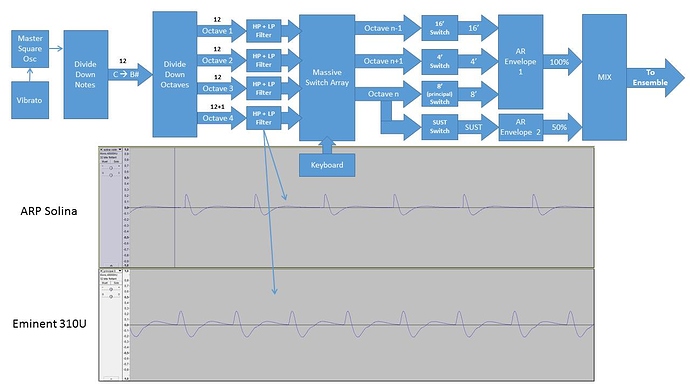 Master
Square
Osc
Vibrato
Divide
Down
Notes
12
C → B#
Divide
Down
Octaves
12
Octave 1
12
Octave 2
12
Octave 3
12+1
Octave 4
HP + LP
Filter
HP + LP
Filter
HP + LP
Filter
HP + LP
Filter
Massive
Switch Array
Keyboard
Octave n-1
Octave n+1
Octave n
16'
Switch
4'
Switch
8'
(principal)
Switch
SUST
Switch
16'
4'
8'
SUST
AR
Envelope
1
AR
Envelope 2
100%
50%
MIX
To
Ensemble
ARP Solina
Eminent 310U